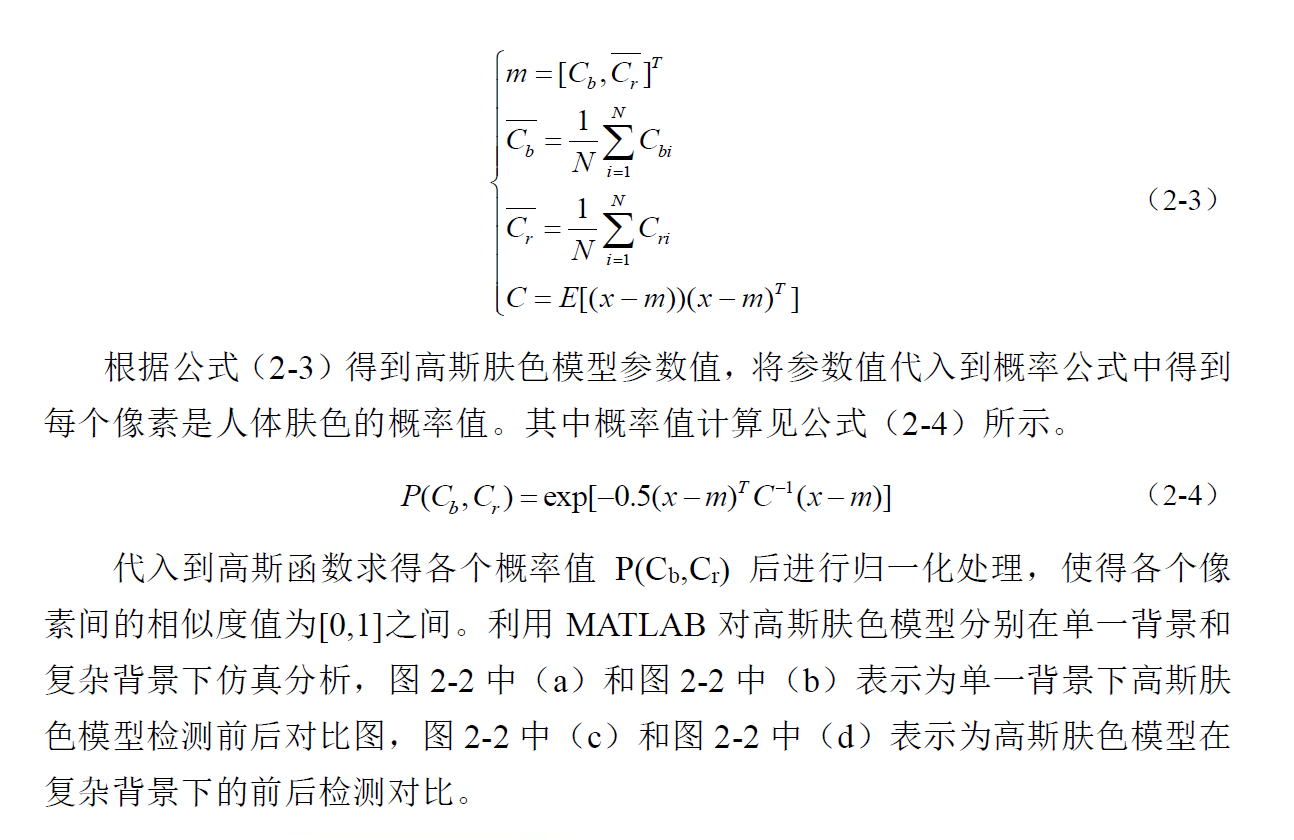 m = [C_b, \overline{C_r}]^T
\overline{C_b} = \frac{1}{N}\sum_{i=1}^{N} C_{bi}
\overline{C_r} = \frac{1}{N}\sum_{i=1}^{N} C_{ri}
（2-3）
C = E[(x − m))(x − m)^T]
根据公式（2-3）得到高斯肤色模型参数值，将参数值代入到概率公式中得到
每个像素是人体肤色的概率值。其中概率值计算见公式（2-4）所示。
P(C_b, C_r) = exp[−0.5(x − m)^T C^{−1}(x − m)] （2-4）
代入到高斯函数求得各个概率值 P(C_b,C_r) 后进行归一化处理，使得各个像
素间的相似度值为[0,1]之间。利用 MATLAB 对高斯肤色模型分别在单一背景和
复杂背景下仿真分析，图 2-2 中（a）和图 2-2 中（b）表示为单一背景下高斯肤
色模型检测前后对比图，图 2-2 中（c）和图 2-2 中（d）表示为高斯肤色模型在
复杂背景下的前后检测对比。